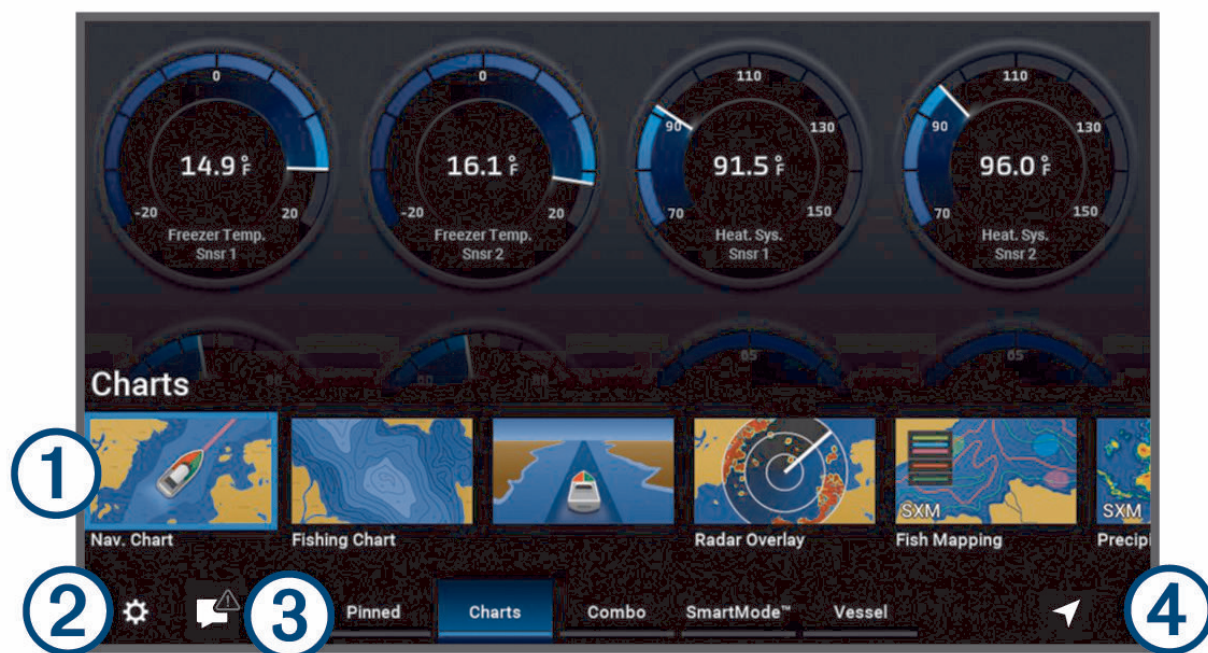 0
-20
20
14.9 °F
Freezer Temp.
Snsr 1
0
-20
20
16.1 °F
Freezer Temp.
Snsr 2
110
90
130
70
150
91.5 °F
Heat. Sys.
Snsr 1
110
90
130
70
150
96.0 °F
Heat. Sys.
Snsr 2
65
65
Charts
1
SXM
SXM
Nav. Chart
Fishing Chart
Radar Overlay
Fish Mapping
Precipi
2
3
Pinned
Charts
Combo
SmartMode™
Vessel
4